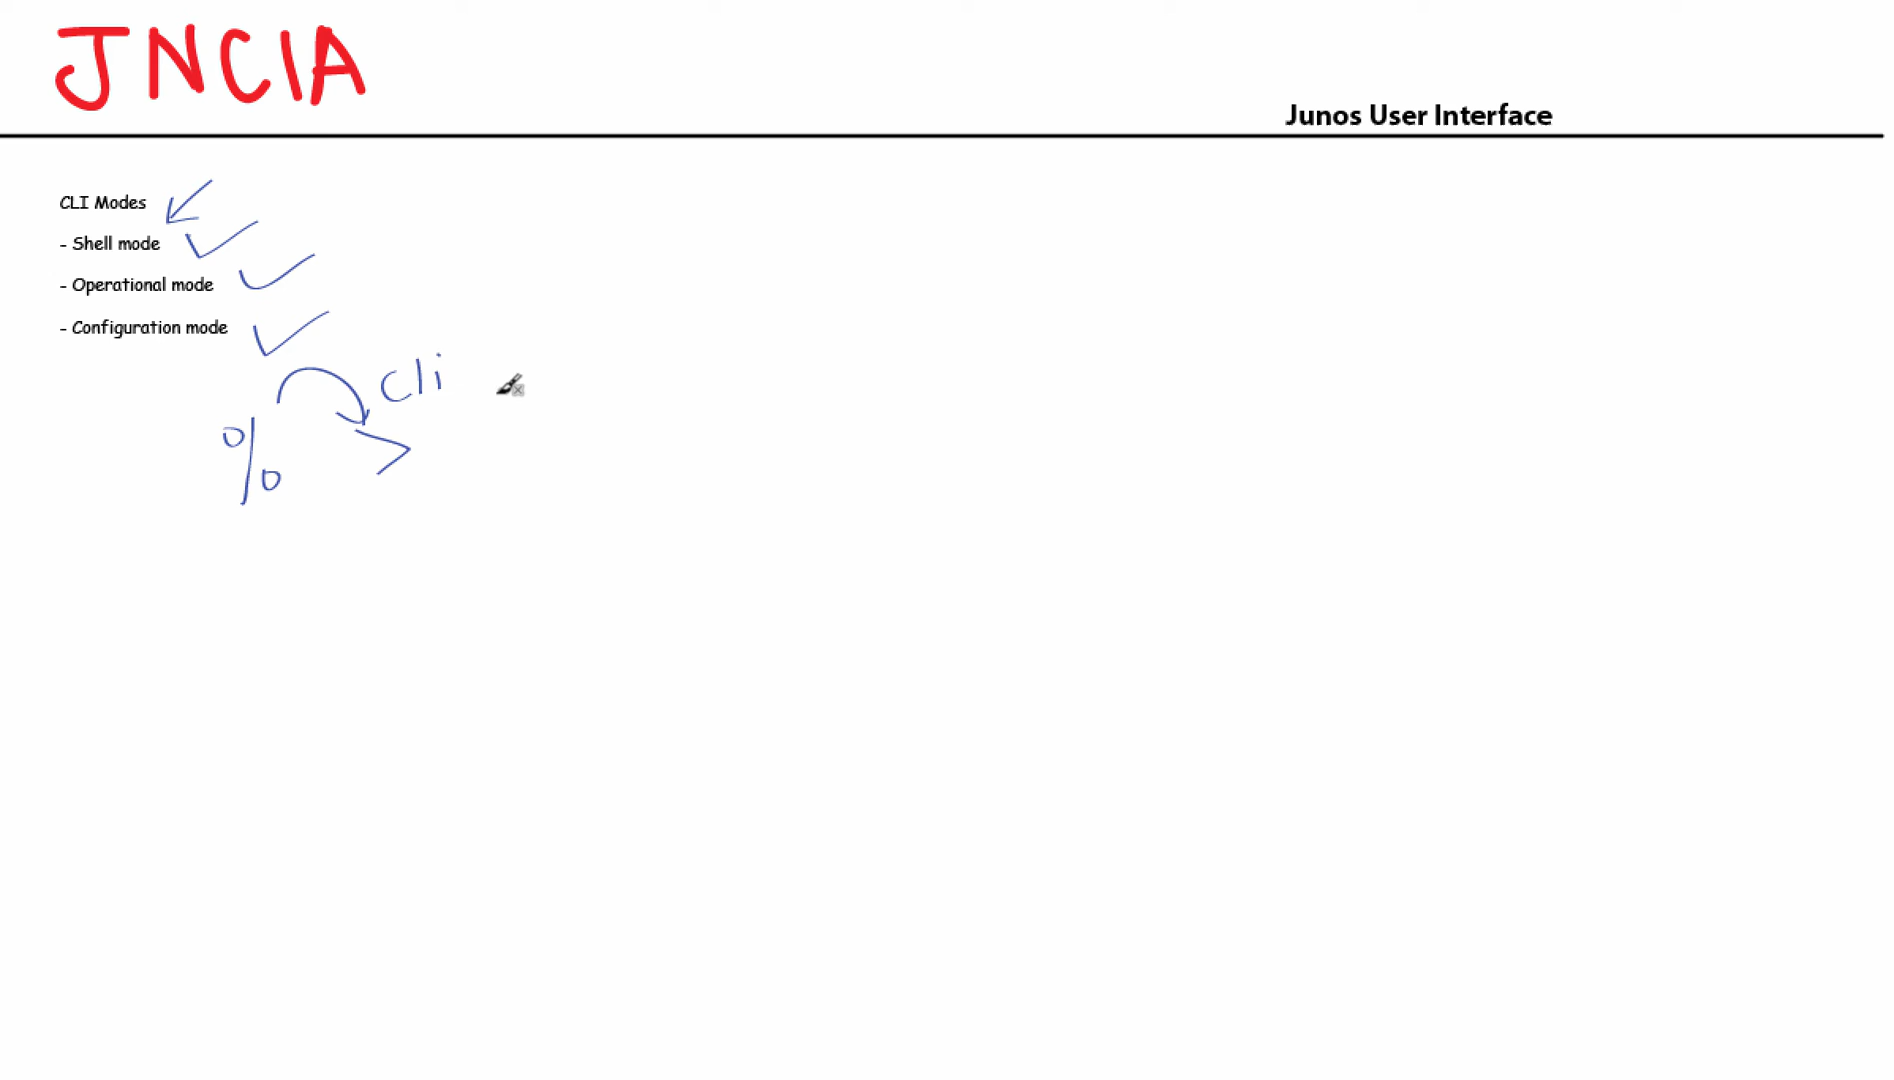 JNCIA
Junos User Interface
CLI Modes
- Shell mode
- Operational mode
- Configuration mode
cli
% >